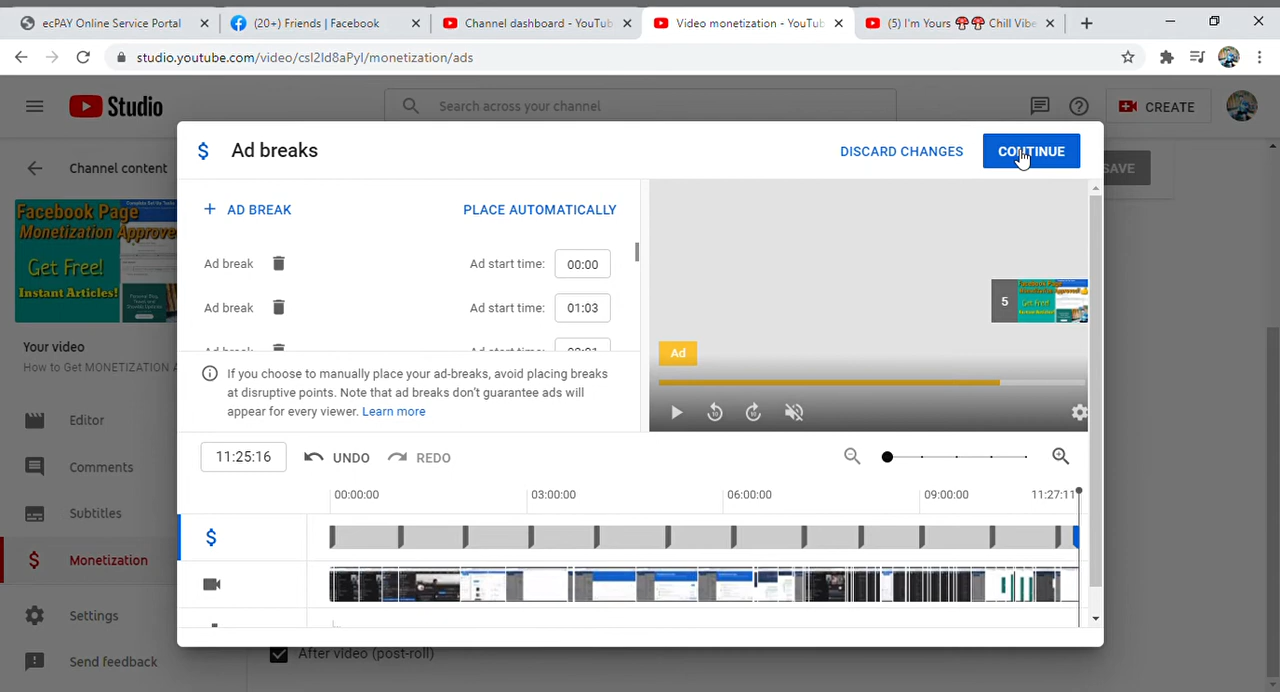 ecPAY Online Service Portal
(20+) Friends | Facebook
Channel dashboard - YouTub
Video monetization - YouTub
(5) I'm Yours 🍄🍄 Chill Vibe
studio.youtube.com/video/csI2Id8aPyI/monetization/ads
Studio
Search across your channel
CREATE
Channel content
SAVE
Facebook Page
Monetization Approve
Get Free!
Instant Articles!
Your video
How to Get MONETIZATION A
Editor
Comments
Subtitles
Monetization
Settings
Send feedback
Ad breaks
DISCARD CHANGES
CONTINUE
+ AD BREAK
PLACE AUTOMATICALLY
Ad break
Ad start time:
00:00
Ad break
Ad start time:
01:03
If you choose to manually place your ad-breaks, avoid placing breaks
at disruptive points. Note that ad breaks don't guarantee ads will
appear for every viewer. Learn more
5
Ad
11:25:16
UNDO
REDO
00:00:00
03:00:00
06:00:00
09:00:00
11:27:11
After video (post-roll)